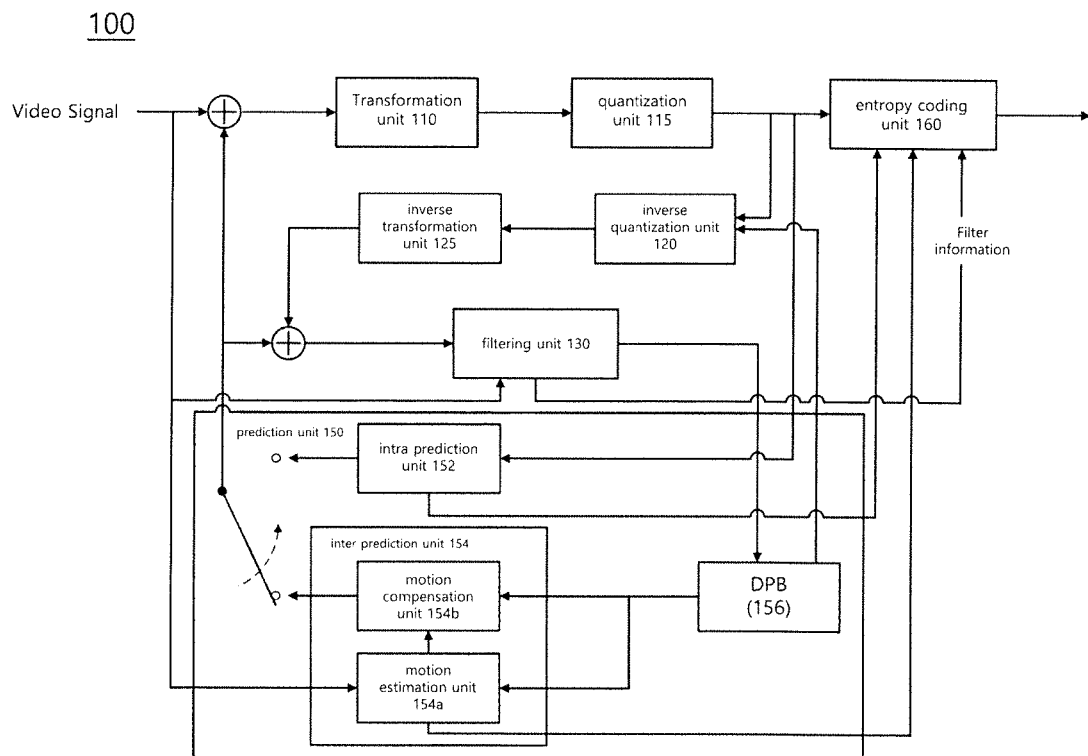 100
Video Signal
Transformation
unit 110
quantization
unit 115
entropy coding
unit 160
inverse
transformation
unit 125
inverse
quantization unit
120
Filter
information
filtering unit 130
prediction unit 150
intra prediction
unit 152
inter prediction unit 154
motion
compensation
unit 154b
DPB
(156)
motion
estimation unit
154a